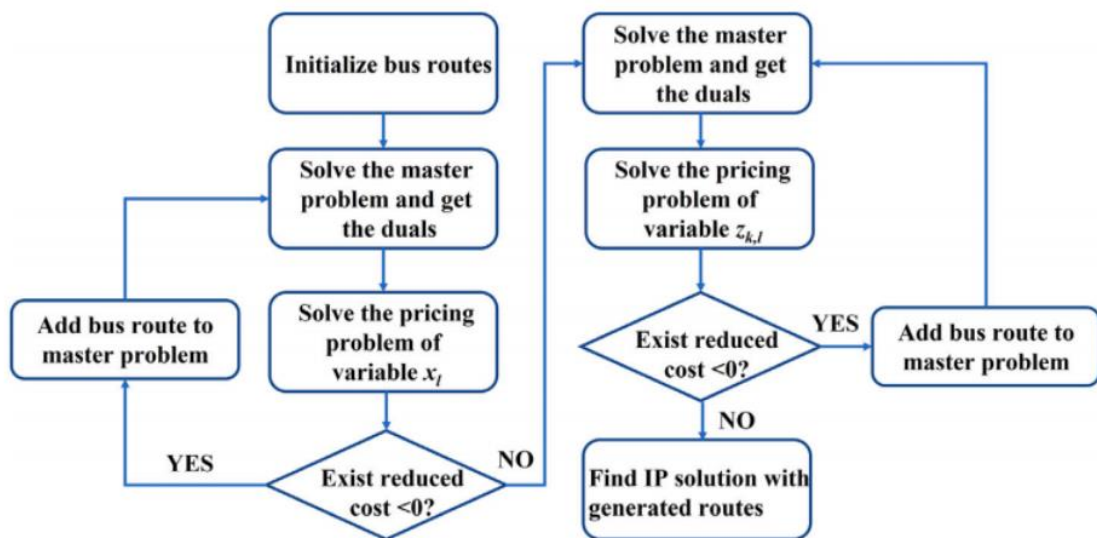 Initialize bus routes
Solve the master
problem and get
the duals
Solve the pricing
problem of
variable x_l
Add bus route to
master problem
YES
Exist reduced
cost <0?
NO
Solve the master
problem and get
the duals
Solve the pricing
problem of
variable z_{k,l}
Exist reduced
cost <0?
YES
Add bus route to
master problem
NO
Find IP solution with
generated routes